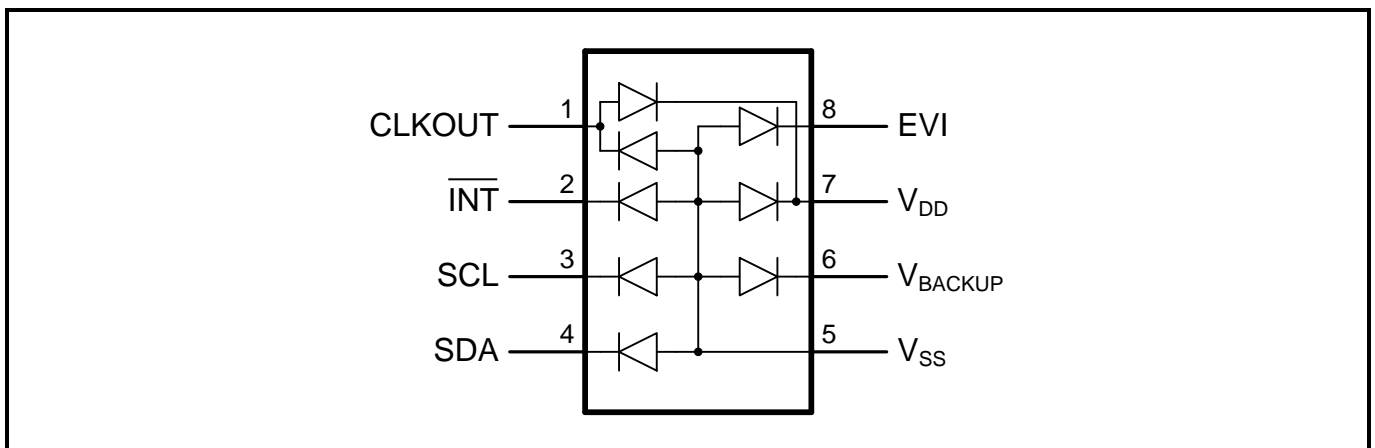 CLKOUT 1 8 EVI
INT 2 7 VDD
SCL 3 6 VBACKUP
SDA 4 5 VSS